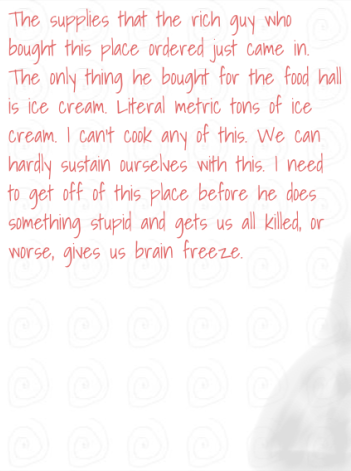 The supplies that the rich guy who
bought this place ordered just came in.
The only thing he bought for the food hall
is ice cream. Literal metric tons of ice
cream. I can't cook any of this. We can
hardly sustain ourselves with this. I need
to get off of this place before he does
something stupid and gets us all killed, or
worse, gives us brain freeze.